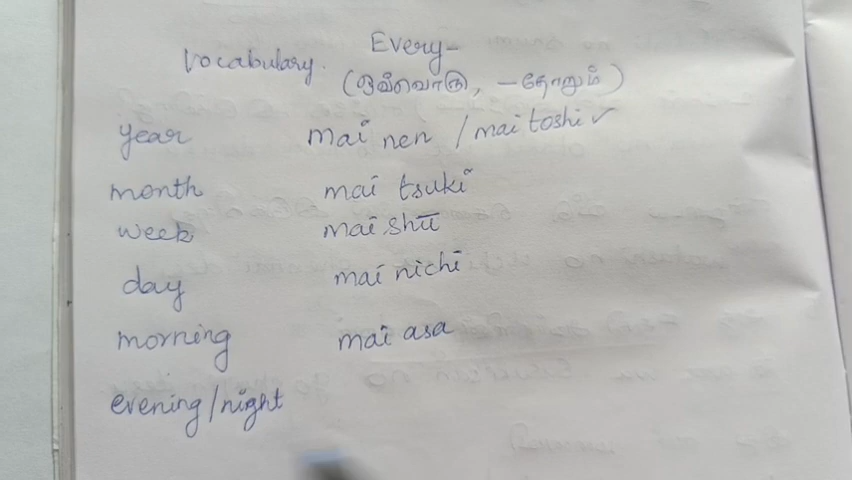 Vocabulary. Every-
(ஒவ்வொரு, -தோறும்)
year mai nen / mai toshi ✓
month mai tsuki
week mai shū
day mai nichi
morning mai asa
evening/night